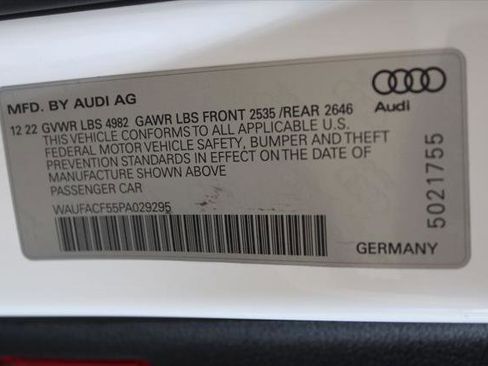 MFD. BY AUDI AG
Audi
12 22 GVWR LBS 4982 GAWR LBS FRONT 2535 /REAR 2646
THIS VEHICLE CONFORMS TO ALL APPLICABLE U.S.
FEDERAL MOTOR VEHICLE SAFETY, BUMPER AND THEFT
PREVENTION STANDARDS IN EFFECT ON THE DATE OF
MANUFACTURE SHOWN ABOVE.
PASSENGER CAR
WAUFACF55PA029295
5021755
GERMANY